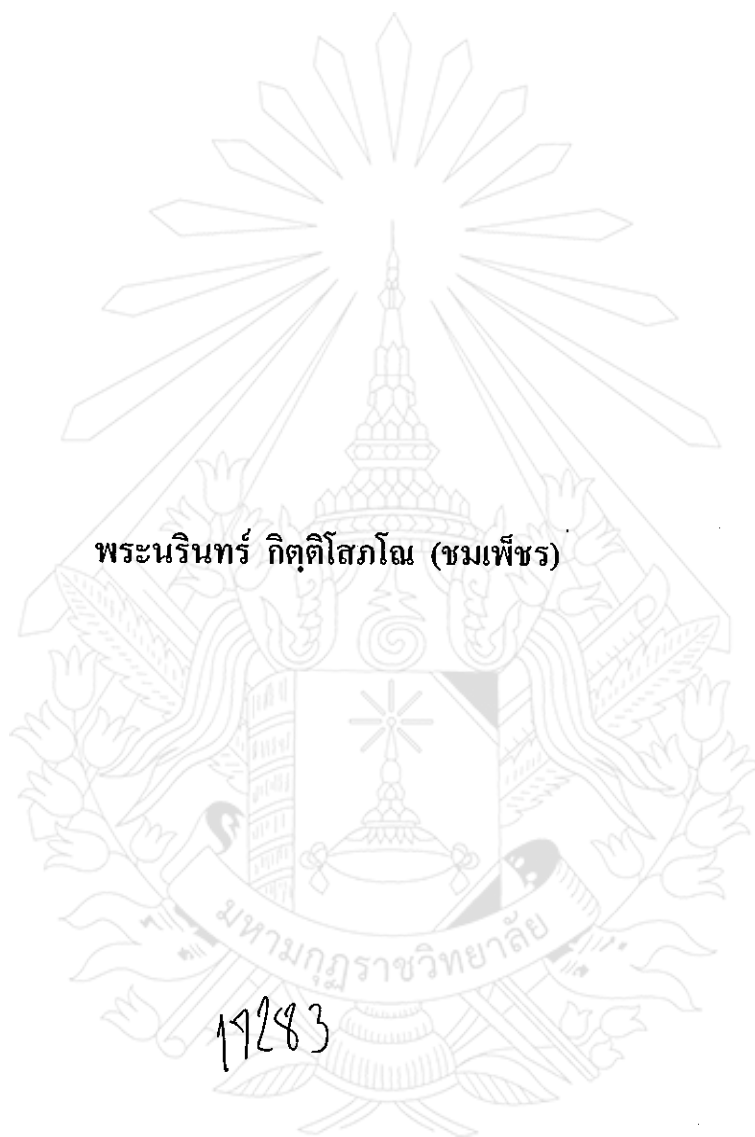 พระนรินทร์ กิตฺติโสภโณ (ชมเพ็ชร)
มหามกุฏราชวิทยาลัย